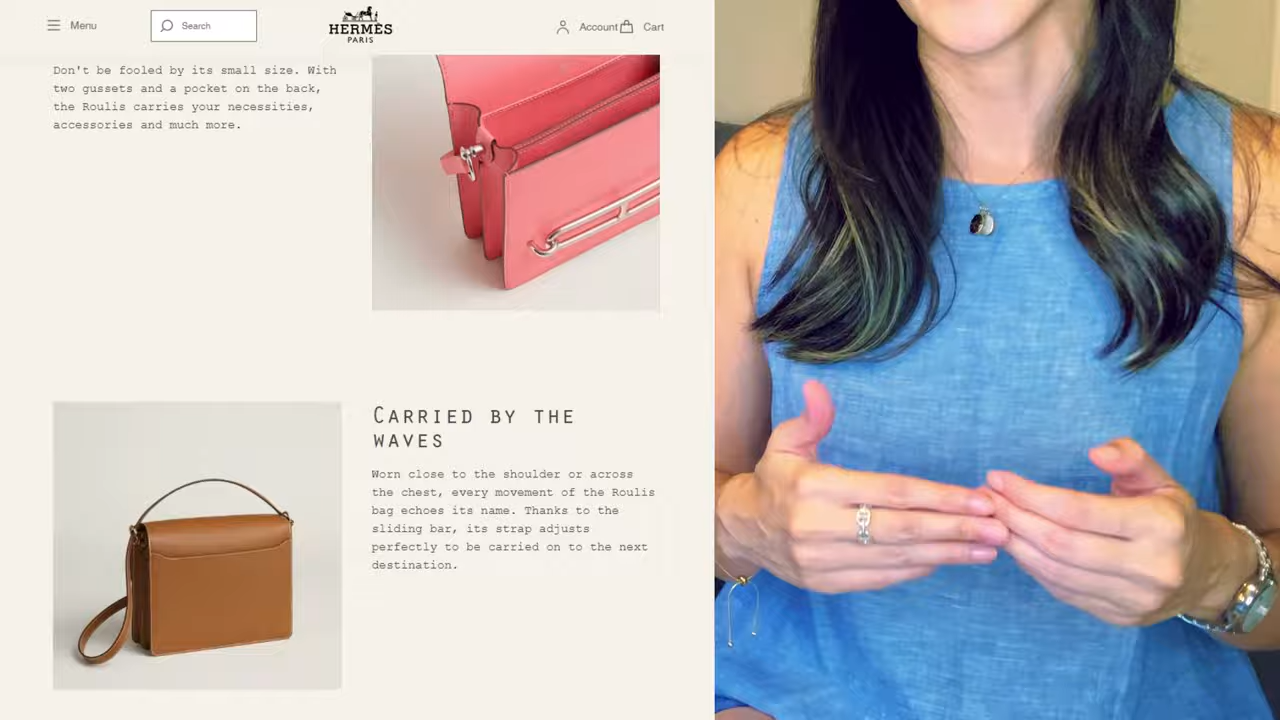 Menu
Search
HERMÈS
PARIS
Account
Cart
Don't be fooled by its small size. With
two gussets and a pocket on the back,
the Roulis carries your necessities,
accessories and much more.
Carried by the
waves
Worn close to the shoulder or across
the chest, every movement of the Roulis
bag echoes its name. Thanks to the
sliding bar, its strap adjusts
perfectly to be carried on to the next
destination.